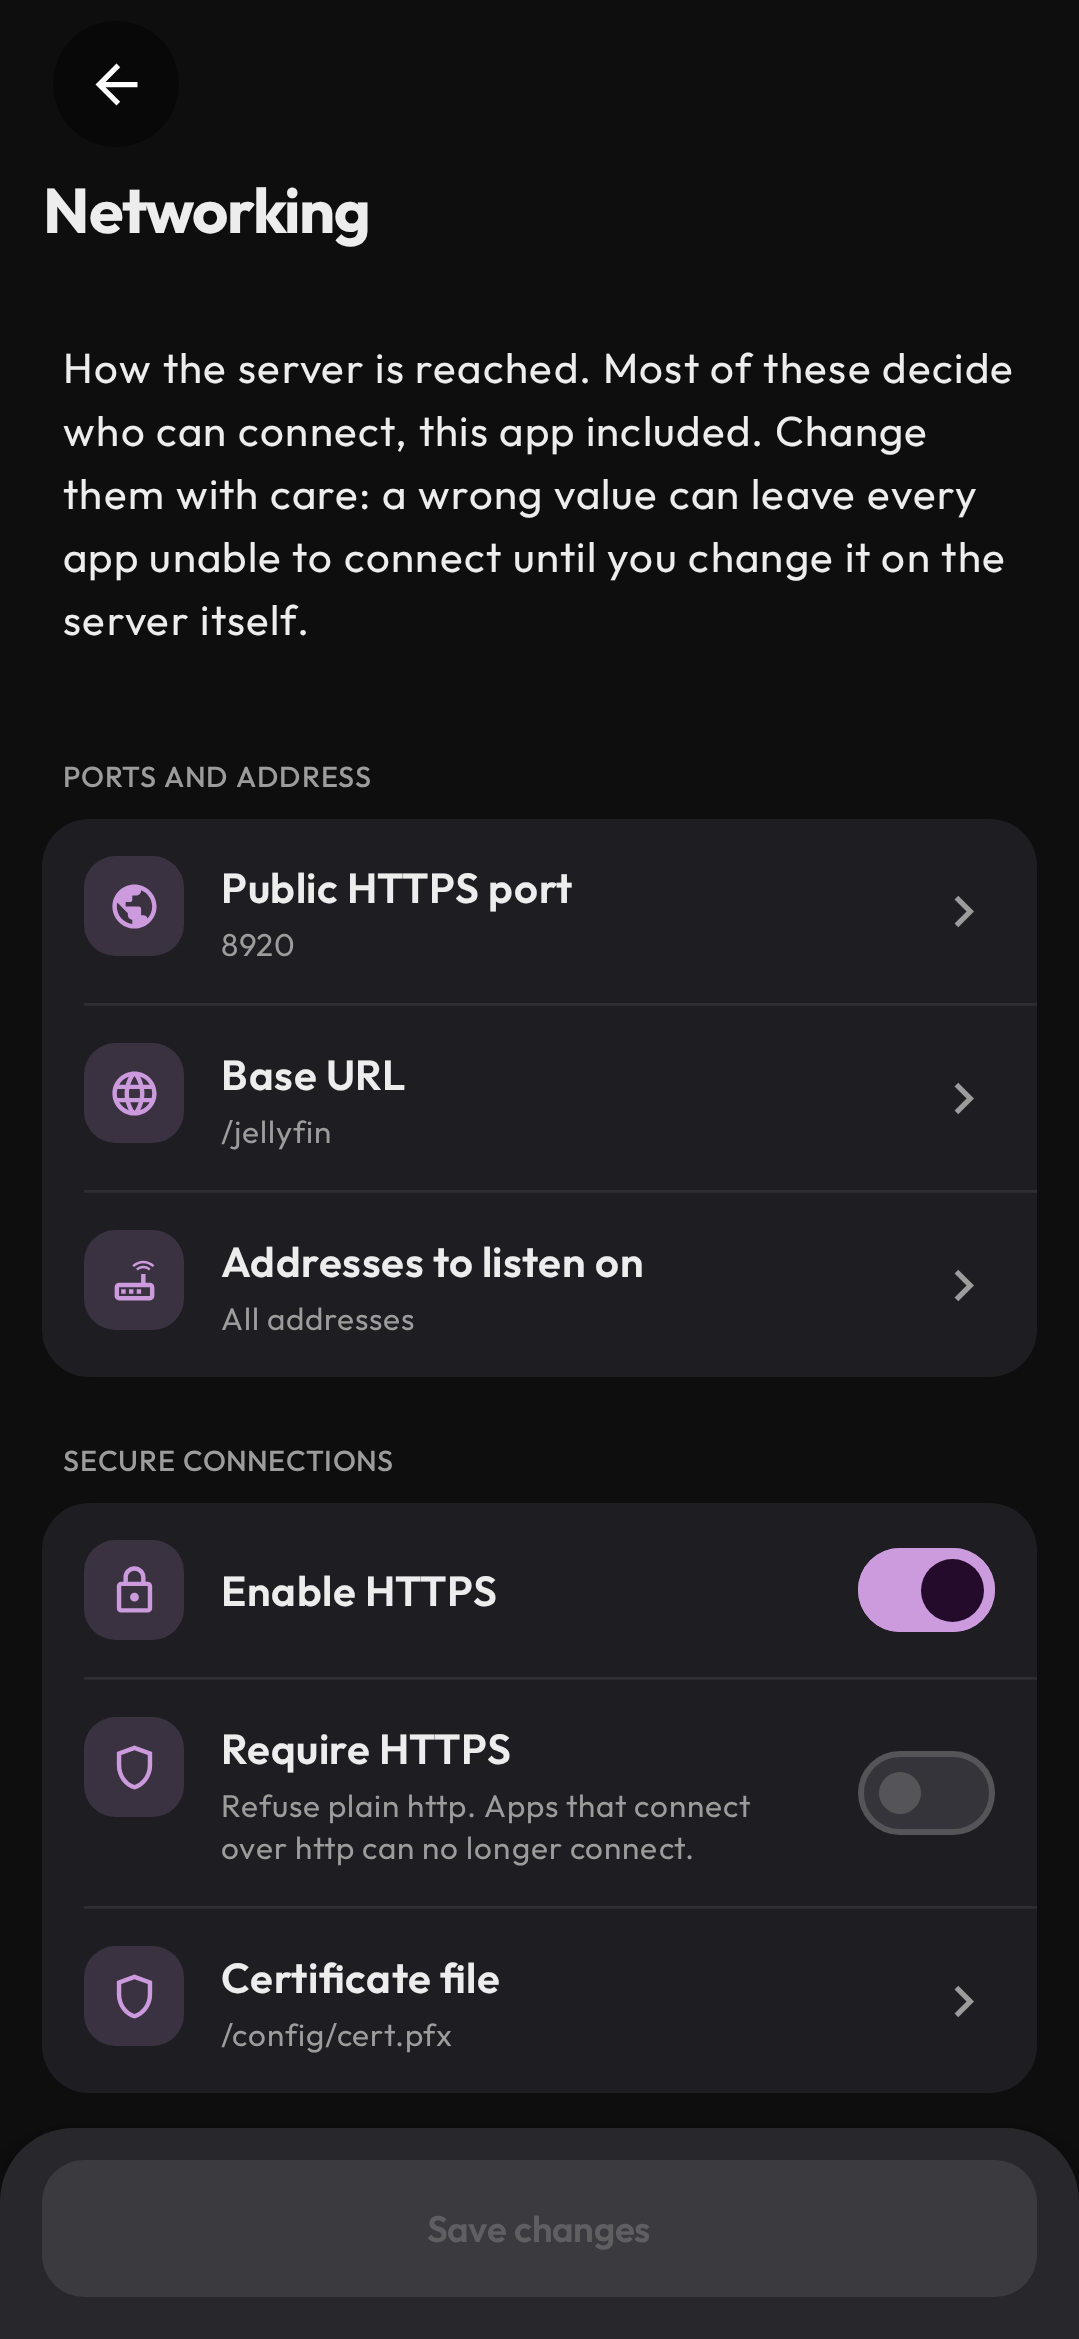 Networking
How the server is reached. Most of these decide
who can connect, this app included. Change
them with care: a wrong value can leave every
app unable to connect until you change it on the
server itself.
PORTS AND ADDRESS
Public HTTPS port
8920
Base URL
/jellyfin
Addresses to listen on
All addresses
SECURE CONNECTIONS
Enable HTTPS
Require HTTPS
Refuse plain http. Apps that connect
over http can no longer connect.
Certificate file
/config/cert.pfx
Save changes